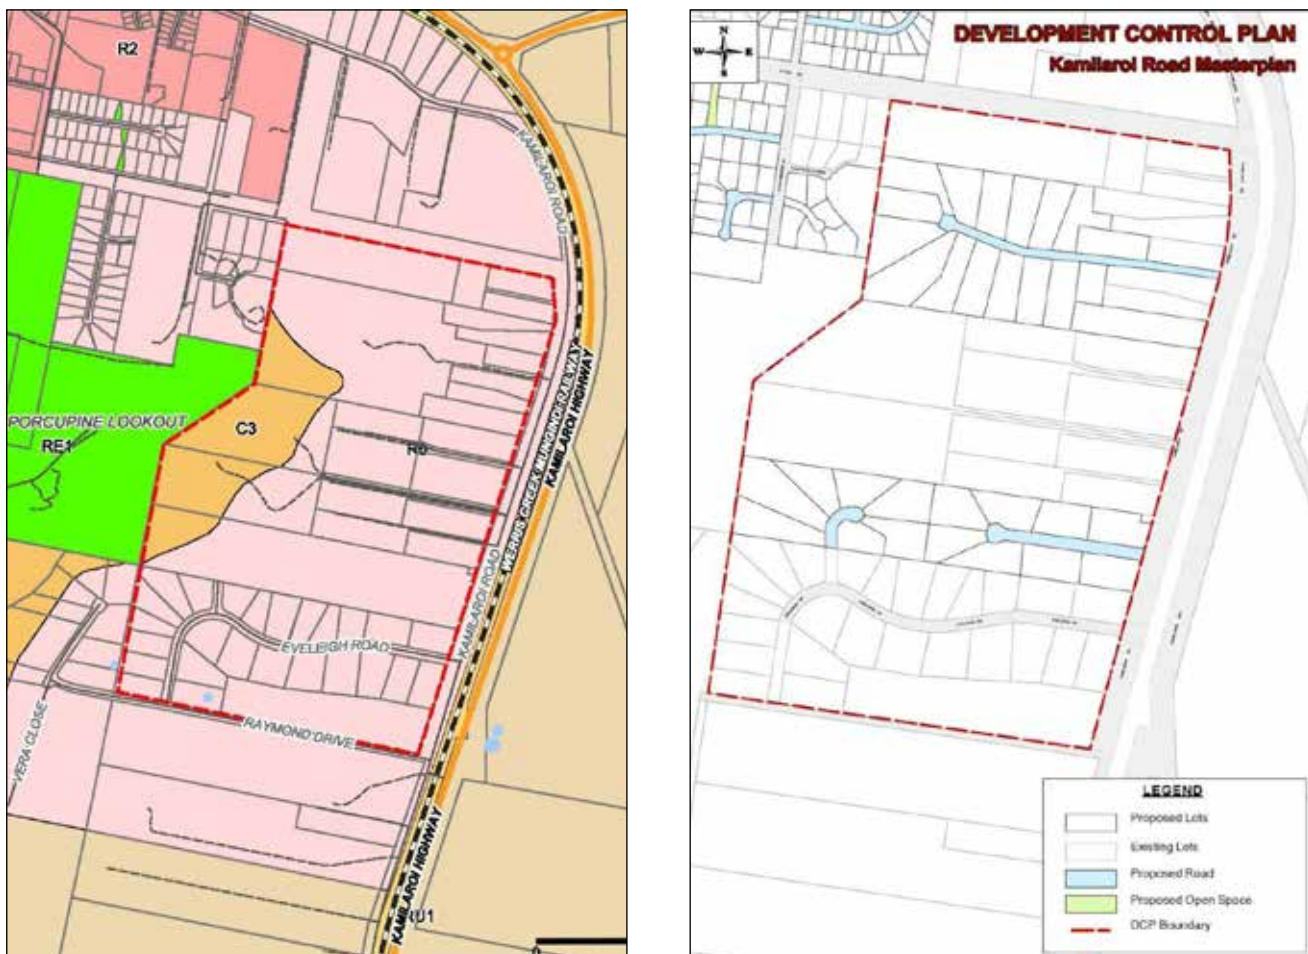 R2
KAMILAROI ROAD
PORCUPINE LOOKOUT
RE1
C3
R5
WERRIS CREEK MUNGINDI RAILWAY
KAMILAROI HIGHWAY
KAMILAROI ROAD
EVELEIGH ROAD
RAYMOND DRIVE
VERA CLOSE
KAMILAROI HIGHWAY
RU1
0
DEVELOPMENT CONTROL PLAN
Kamilaroi Road Masterplan
N
W E
S
LEGEND
Proposed Lots
Existing Lots
Proposed Road
Proposed Open Space
DCP Boundary